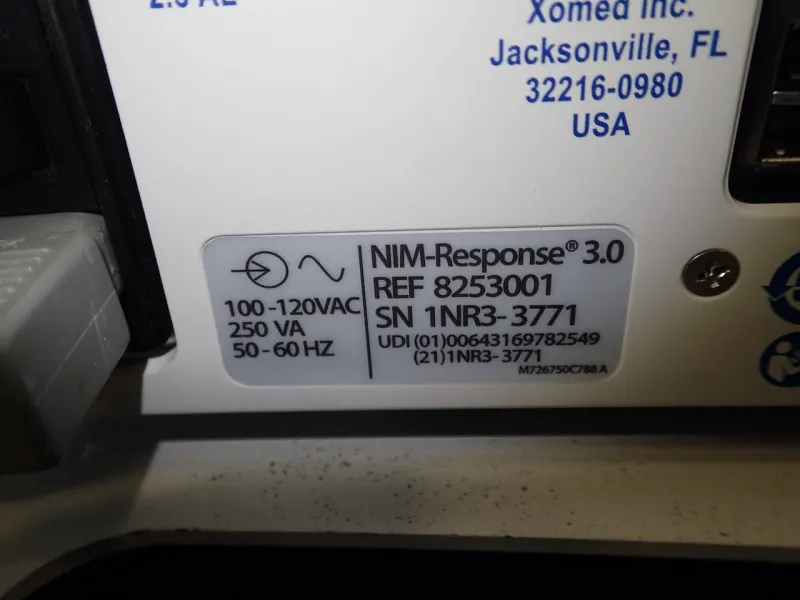 Xomed Inc.
Jacksonville, FL
32216-0980
USA
100-120VAC
250 VA
50-60 HZ
NIM-Response® 3.0
REF 8253001
SN 1NR3-3771
UDI (01)00643169782549
(21)1NR3-3771
M726750C788 A